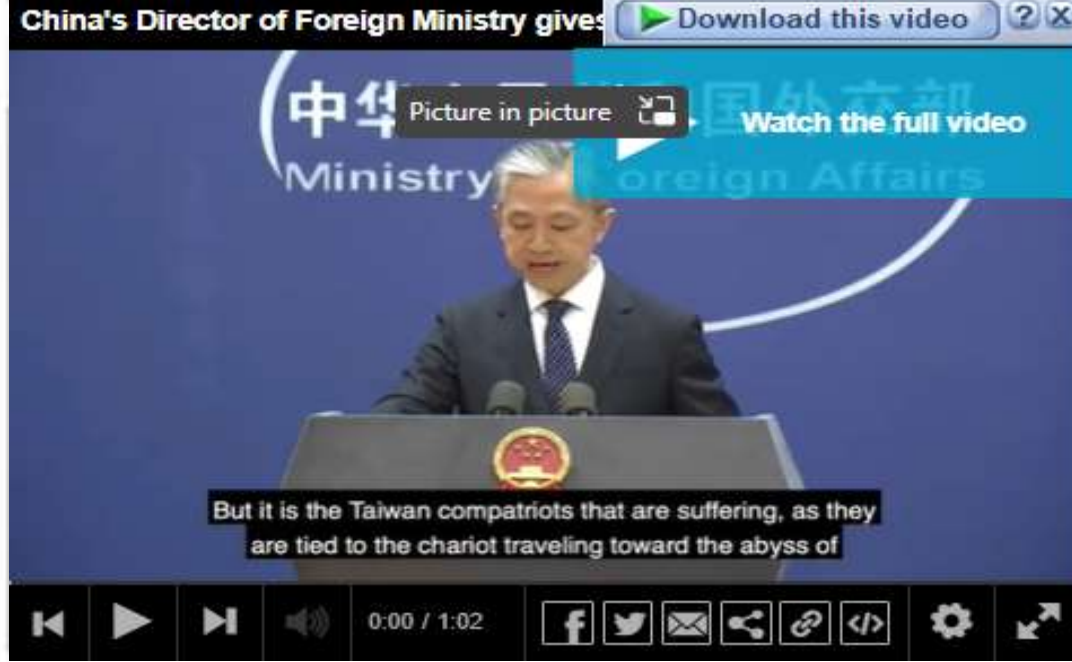 China's Director of Foreign Ministry gives
Download this video
? X
中华
国外交部
Picture in picture
Watch the full video
Ministry
oreign Affairs
But it is the Taiwan compatriots that are suffering, as they
are tied to the chariot traveling toward the abyss of
0:00 / 1:02